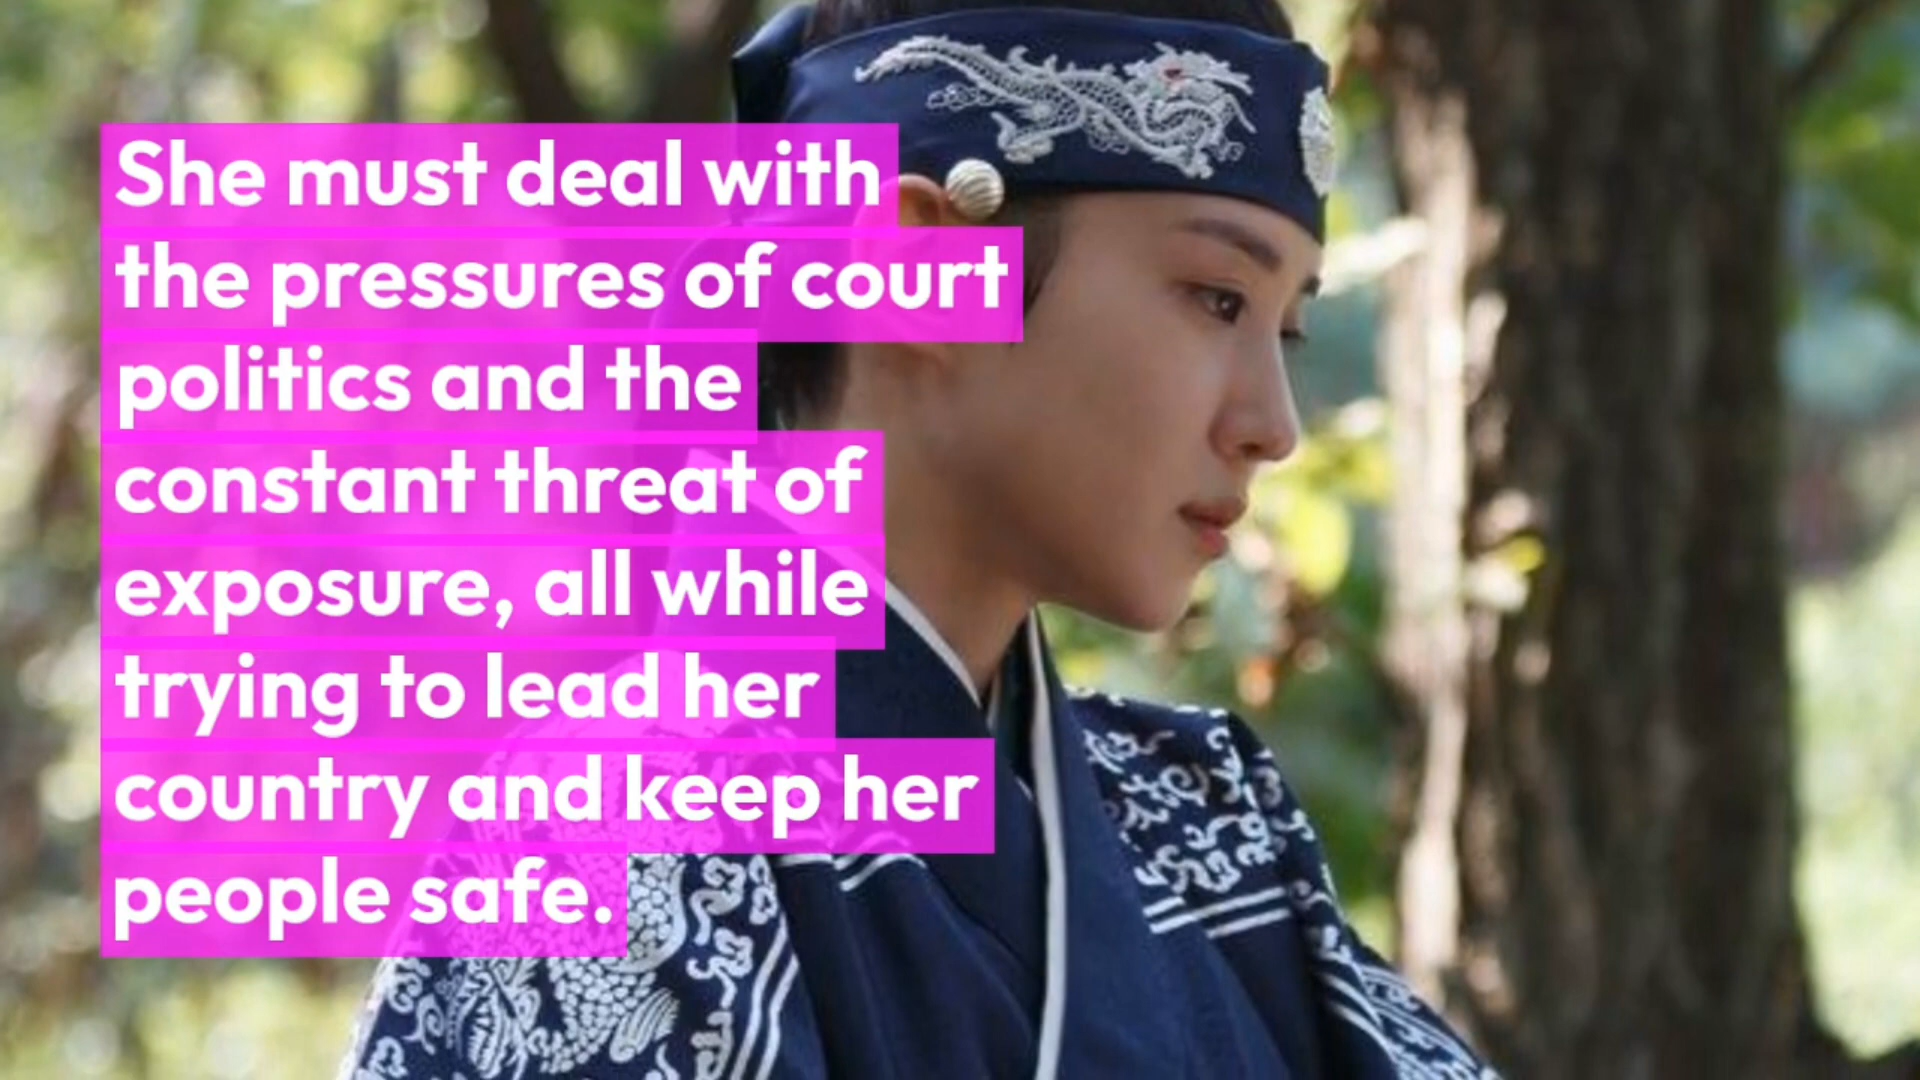 She must deal with
the pressures of court
politics and the
constant threat of
exposure, all while
trying to lead her
country and keep her
people safe.